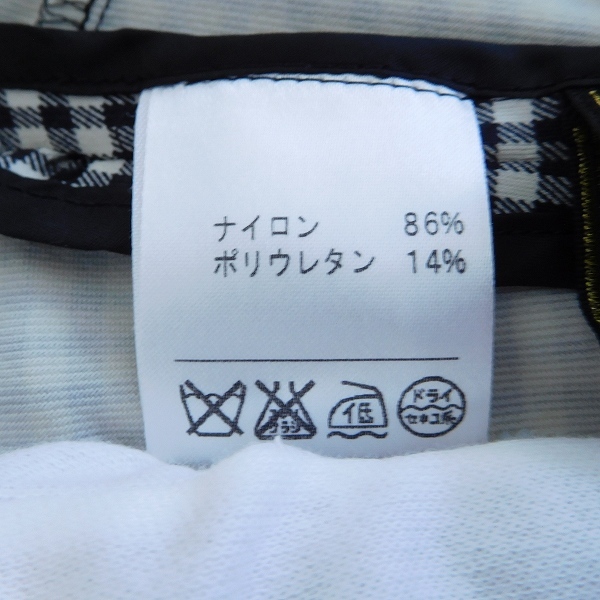 ナイロン 86%
ポリウレタン 14%
低
ドライ
セキユ系